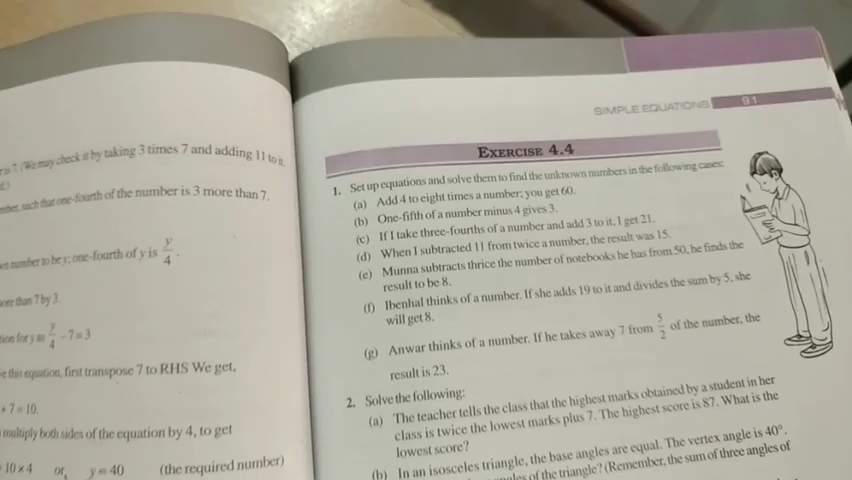 r is 7. (We may check it by taking 3 times 7 and adding 11 to it.
such that one-fourth of the number is 3 more than 7.
number to be y; one-fourth of y is y/4.
than 7 by 3.
for y as y/4 – 7 = 3
this equation, first transpose 7 to RHS We get,
+ 7 = 10.
multiply both sides of the equation by 4, to get
10 × 4 or, y = 40 (the required number)
SIMPLE EQUATIONS 91
EXERCISE 4.4
1. Set up equations and solve them to find the unknown numbers in the following cases:
(a) Add 4 to eight times a number; you get 60.
(b) One-fifth of a number minus 4 gives 3.
(c) If I take three-fourths of a number and add 3 to it, I get 21.
(d) When I subtracted 11 from twice a number, the result was 15.
(e) Munna subtracts thrice the number of notebooks he has from 50, he finds the
result to be 8.
(f) Ibenhal thinks of a number. If she adds 19 to it and divides the sum by 5, she
will get 8.
(g) Anwar thinks of a number. If he takes away 7 from 5/2 of the number, the
result is 23.
2. Solve the following:
(a) The teacher tells the class that the highest marks obtained by a student in her
class is twice the lowest marks plus 7. The highest score is 87. What is the
lowest score?
(b) In an isosceles triangle, the base angles are equal. The vertex angle is 40°.
of the triangle? (Remember, the sum of three angles of